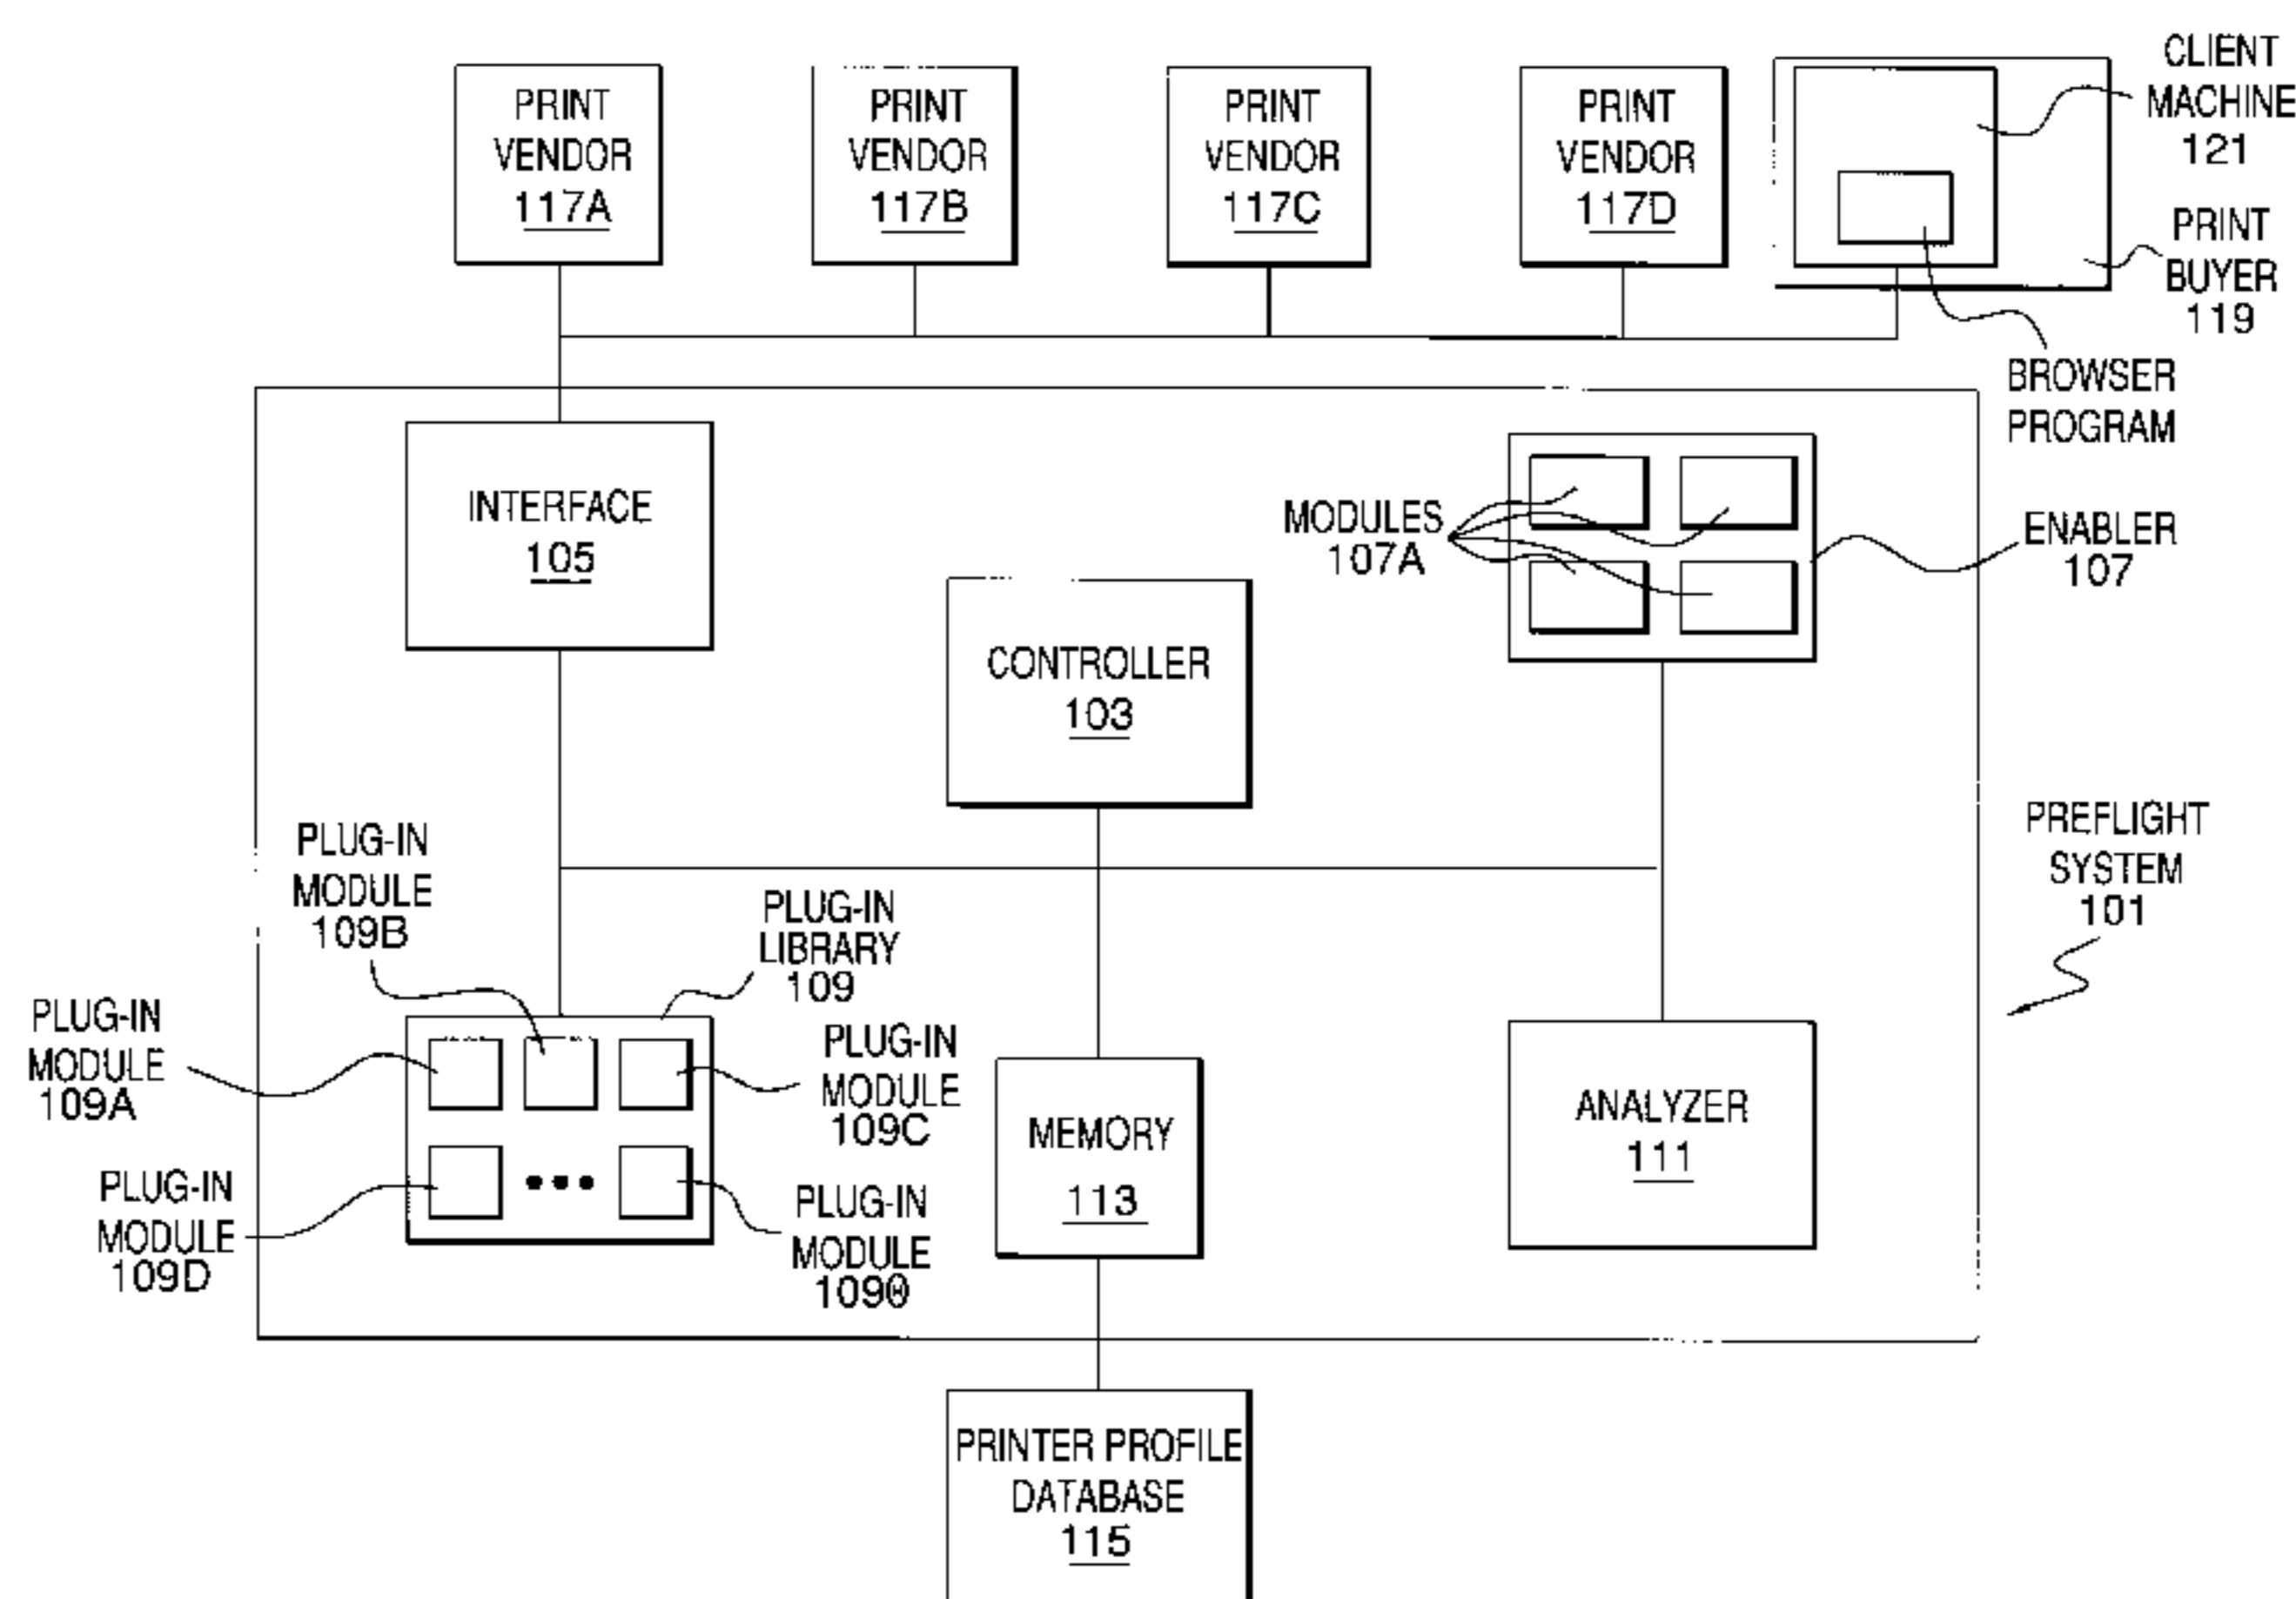 PRINT
VENDOR
117A
PRINT
VENDOR
117B
PRINT
VENDOR
117C
PRINT
VENDOR
117D
CLIENT
MACHINE
121
PRINT
BUYER
119
BROWSER
PROGRAM
INTERFACE
105
MODULES
107A
ENABLER
107
CONTROLLER
103
PREFLIGHT
SYSTEM
101
PLUG-IN
MODULE
109B
PLUG-IN
LIBRARY
109
PLUG-IN
MODULE
109A
PLUG-IN
MODULE
109C
PLUG-IN
MODULE
109D
PLUG-IN
MODULE
MEMORY
113
ANALYZER
111
PRINTER PROFILE
DATABASE
115